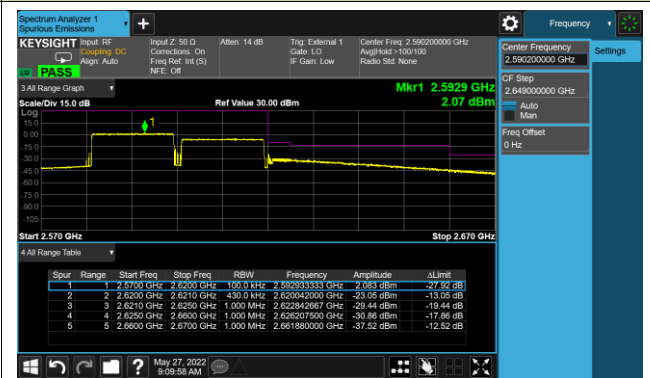 Spectrum Analyzer 1
Spurious Emissions
Frequency
KEYSIGHT
Input: RF
Coupling: DC
Align: Auto
Input Z: 50 Ω
Corrections: On
Freq Ref: Int (S)
NFE: Off
Atten: 14 dB
Trig: External 1
Gate: LO
IF Gain: Low
Center Freq: 2.590200000 GHz
Avg|Hold:>100/100
Radio Std: None
LXI
PASS
Center Frequency
2.590200000 GHz
Settings
CF Step
2.649000000 MHz
Auto
Man
Freq Offset
0 Hz
3 All Range Graph
Mkr1 2.5929 GHz
Scale/Div 15.0 dB
Ref Value 30.00 dBm
2.07 dBm
Log
15.0
0.00
-15.0
-30.0
-45.0
-60.0
-75.0
-90.0
-105
1
Start 2.570 GHz
Stop 2.670 GHz
4 All Range Table
Spur Range Start Freq Stop Freq RBW Frequency Amplitude ΔLimit
1 1 2.5700 GHz 2.6200 GHz 100.0 kHz 2.592933333 GHz 2.083 dBm -27.92 dB
2 2 2.6200 GHz 2.6210 GHz 430.0 kHz 2.620042000 GHz -23.05 dBm -13.05 dB
3 3 2.6210 GHz 2.6250 GHz 1.000 MHz 2.622842667 GHz -29.44 dBm -19.44 dB
4 4 2.6250 GHz 2.6600 GHz 1.000 MHz 2.626207500 GHz -30.86 dBm -17.86 dB
5 5 2.6600 GHz 2.6700 GHz 1.000 MHz 2.661880000 GHz -37.52 dBm -12.52 dB
May 27, 2022
9:09:58 AM